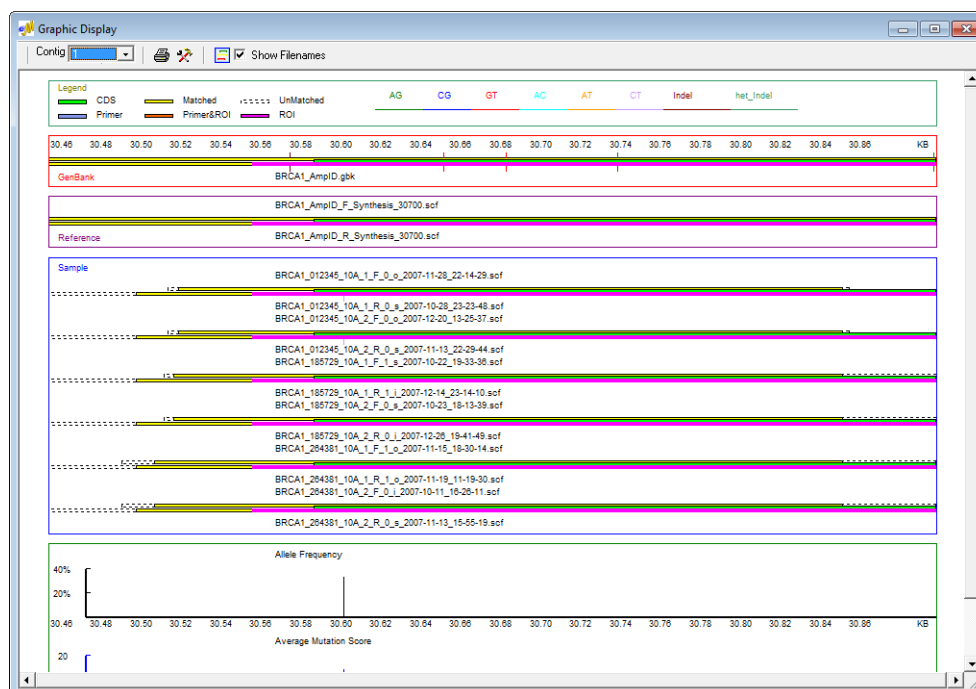 Graphic Display
Contig 1 Show Filenames
Legend
CDS Matched UnMatched AG CG GT AC AT CT Indel het_Indel
Primer Primer&ROI ROI
30.46 30.48 30.50 30.52 30.54 30.56 30.58 30.60 30.62 30.64 30.66 30.68 30.70 30.72 30.74 30.76 30.78 30.80 30.82 30.84 30.86 KB
GenBank BRCA1_AmpID.gbk
BRCA1_AmpID_F_Synthesis_30700.scf
Reference BRCA1_AmpID_R_Synthesis_30700.scf
Sample
BRCA1_012345_10A_1_F_0_o_2007-11-28_22-14-29.scf
BRCA1_012345_10A_1_R_0_s_2007-10-28_23-23-48.scf
BRCA1_012345_10A_2_F_0_o_2007-12-20_13-25-37.scf
BRCA1_012345_10A_2_R_0_s_2007-11-13_22-29-44.scf
BRCA1_185729_10A_1_F_1_s_2007-10-22_19-33-36.scf
BRCA1_185729_10A_1_R_1_i_2007-12-14_23-14-10.scf
BRCA1_185729_10A_2_F_0_s_2007-10-23_18-13-39.scf
BRCA1_185729_10A_2_R_0_i_2007-12-26_19-41-49.scf
BRCA1_264381_10A_1_F_1_o_2007-11-15_18-30-14.scf
BRCA1_264381_10A_1_R_1_o_2007-11-19_11-19-30.scf
BRCA1_264381_10A_2_F_0_i_2007-10-11_16-26-11.scf
BRCA1_264381_10A_2_R_0_s_2007-11-13_15-55-19.scf
Allele Frequency
40%
20%
30.46 30.48 30.50 30.52 30.54 30.56 30.58 30.60 30.62 30.64 30.66 30.68 30.70 30.72 30.74 30.76 30.78 30.80 30.82 30.84 30.86 KB
Average Mutation Score
20